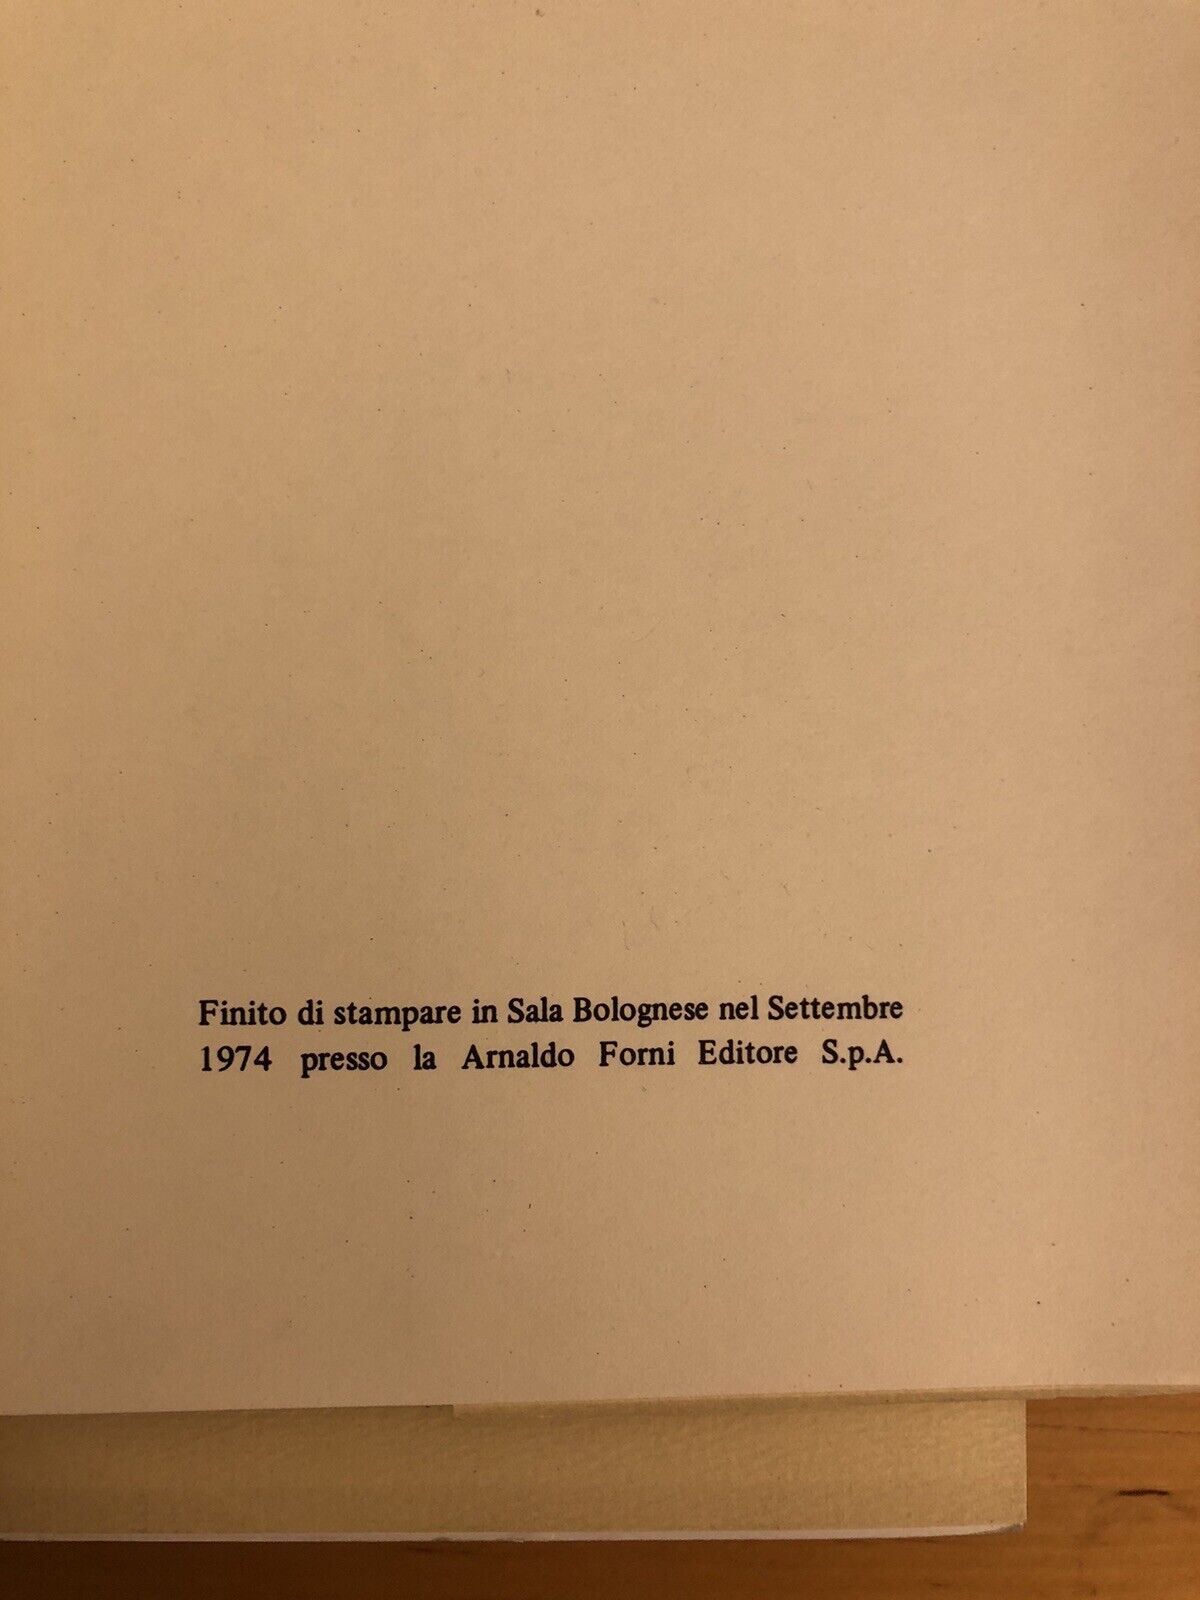 Finito di stampare in Sala Bolognese nel Settembre
1974 presso la Arnaldo Forni Editore S.p.A.